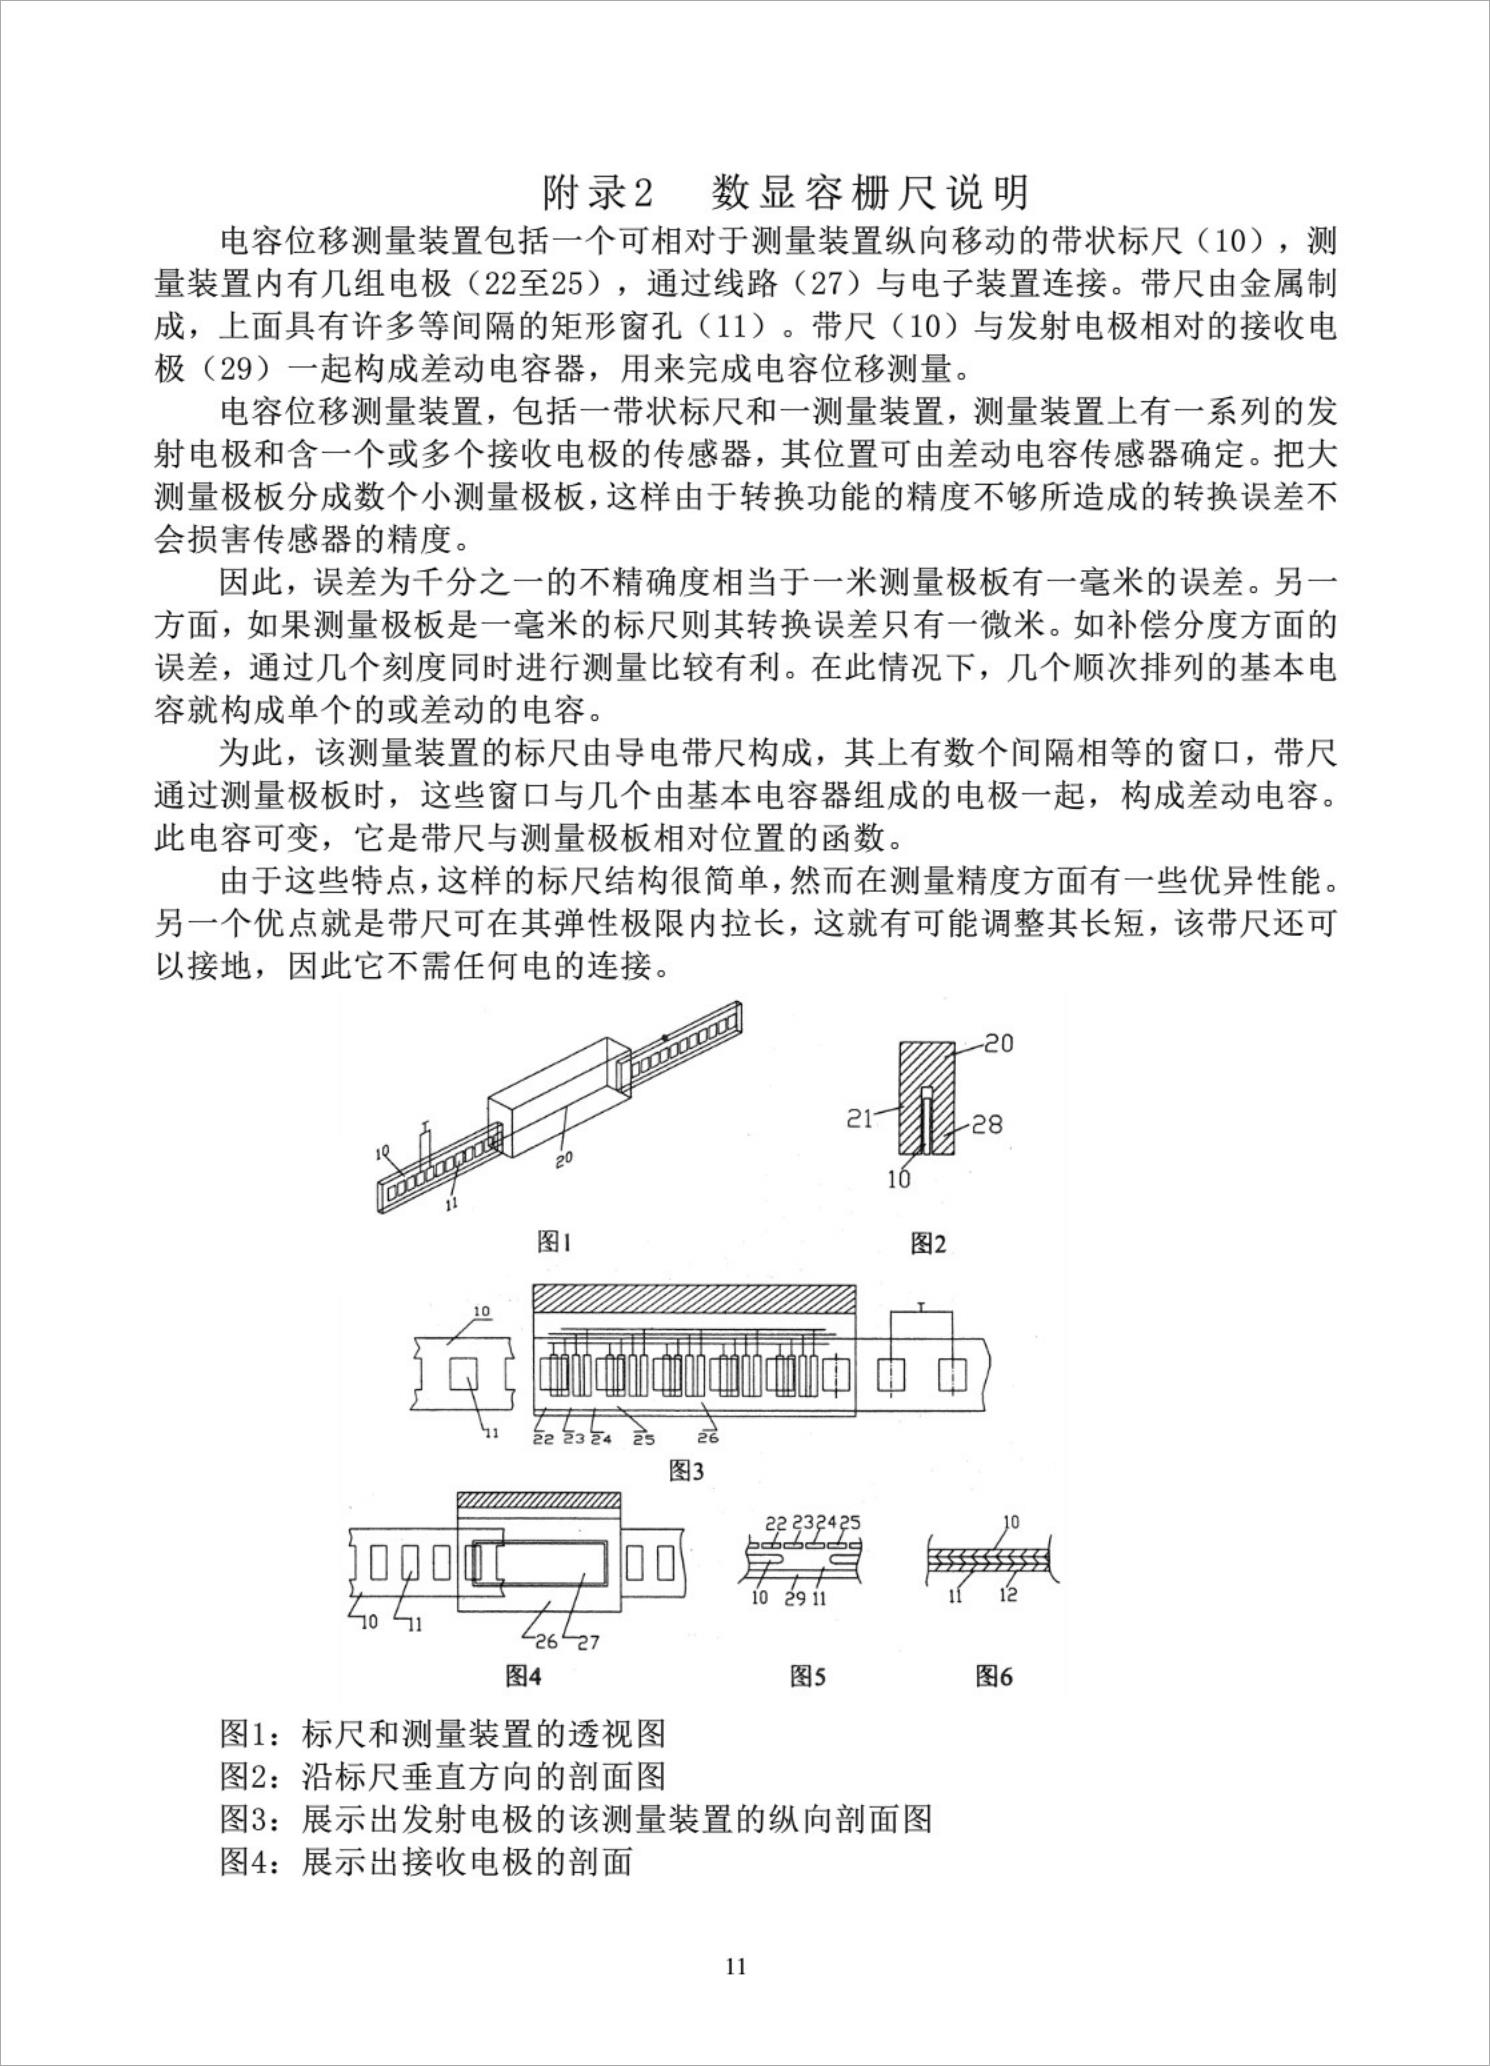 附录2 数显容栅尺说明
电容位移测量装置包括一个可相对于测量装置纵向移动的带状标尺（10），测
量装置内有几组电极（22至25），通过线路（27）与电子装置连接。带尺由金属制
成，上面具有许多等间隔的矩形窗孔（11）。带尺（10）与发射电极相对的接收电
极（29）一起构成差动电容器，用来完成电容位移测量。
电容位移测量装置，包括一带状标尺和一测量装置，测量装置上有一系列的发
射电极和含一个或多个接收电极的传感器，其位置可由差动电容传感器确定。把大
测量极板分成数个小测量极板，这样由于转换功能的精度不够所造成的转换误差不
会损害传感器的精度。
因此，误差为千分之一的不精确度相当于一米测量极板有一毫米的误差。另一
方面，如果测量极板是一毫米的标尺则其转换误差只有一微米。如补偿分度方面的
误差，通过几个刻度同时进行测量比较有利。在此情况下，几个顺次排列的基本电
容就构成单个的或差动的电容。
为此，该测量装置的标尺由导电带尺构成，其上有数个间隔相等的窗口，带尺
通过测量极板时，这些窗口与几个由基本电容器组成的电极一起，构成差动电容。
此电容可变，它是带尺与测量极板相对位置的函数。
由于这些特点，这样的标尺结构很简单，然而在测量精度方面有一些优异性能。
另一个优点就是带尺可在其弹性极限内拉长，这就有可能调整其长短，该带尺还可
以接地，因此它不需任何电的连接。
10 T 11 20
20
21
28
10
图1 图2
10 T
11 22 23 24 25 26
图3
10 11 26 27
22 23 24 25
10 29 11
10
11 12
图4 图5 图6
图1：标尺和测量装置的透视图
图2：沿标尺垂直方向的剖面图
图3：展示出发射电极的该测量装置的纵向剖面图
图4：展示出接收电极的剖面
11